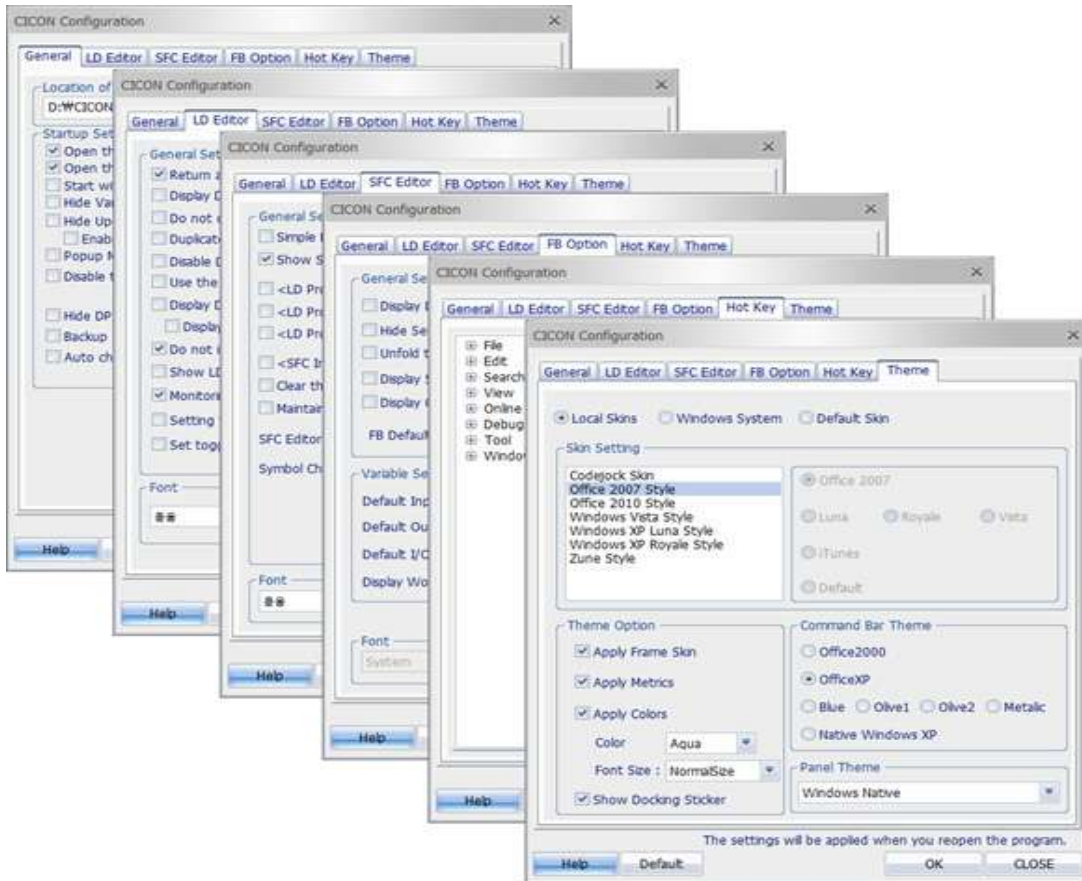 CICON Configuration
General LD Editor SFC Editor FB Option Hot Key Theme
Location of
D:₩CICON
Startup Set
Open th
Open th
Start wi
Hide Va
Hide Up
Enab
Popup
Disable t
Hide DP
Backup
Auto ch
Help
CICON Configuration
General LD Editor SFC Editor FB Option Hot Key Theme
General Set
Return a
Display D
Do not
Duplicat
Disable
Use the
Display
Display
Do not
Show LD
Monitori
Setting
Set togg
Font
Help
CICON Configuration
General LD Editor SFC Editor FB Option Hot Key Theme
General Se
Simple
Show S
<LD Pr
<LD Pr
<LD Pr
<SFC I
Clear th
Maintai
SFC Editor
Symbol Ch
Font
Help
CICON Configuration
General LD Editor SFC Editor FB Option Hot Key Theme
General Se
Display
Hide Se
Unfold t
Display
Display
FB Defaul
Variable Se
Default Inp
Default Ou
Default I/O
Display Wo
Font
System
Help
CICON Configuration
General LD Editor SFC Editor FB Option Hot Key Theme
File
Edit
Search
View
Online
Debug
Tool
Window
Help
CICON Configuration
General LD Editor SFC Editor FB Option Hot Key Theme
Local Skins Windows System Default Skin
Skin Setting
Codejock Skin
Office 2007 Style
Office 2010 Style
Windows Vista Style
Windows XP Luna Style
Windows XP Royale Style
Zune Style
Office 2007
Luna Royale Vista
iTunes
Default
Theme Option
Apply Frame Skin
Apply Metrics
Apply Colors
Color Aqua
Font Size : NormalSize
Show Docking Sticker
Command Bar Theme
Office2000
OfficeXP
Blue Olive1 Olive2 Metalic
Native Windows XP
Panel Theme
Windows Native
The settings will be applied when you reopen the program.
Help Default OK CLOSE